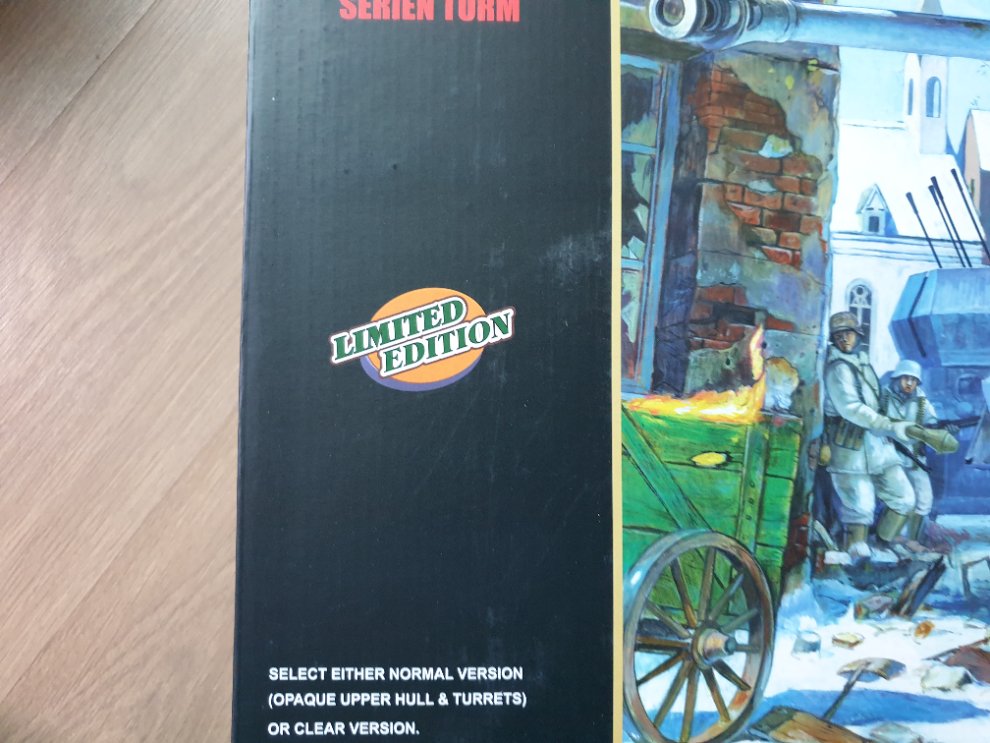 SERIEN TURM
LIMITED
EDITION
SELECT EITHER NORMAL VERSION
(OPAQUE UPPER HULL & TURRETS)
OR CLEAR VERSION.